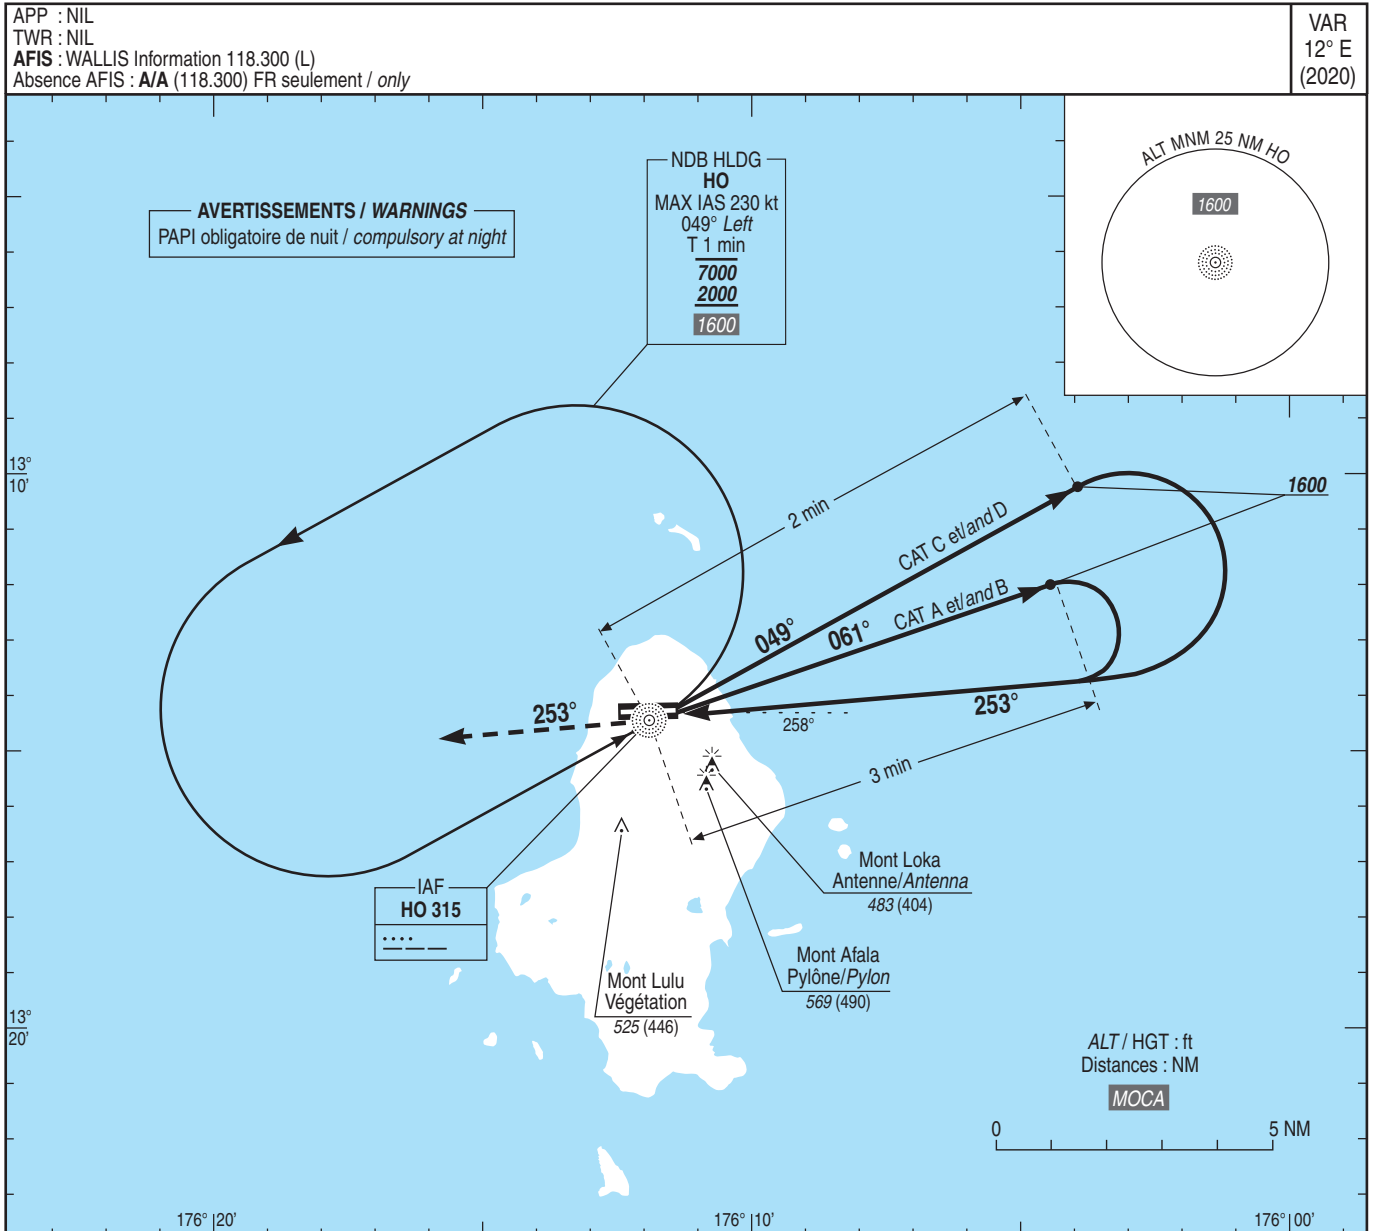 APP : NIL
TWR : NIL
AFIS : WALLIS Information 118.300 (L)
Absence AFIS : A/A (118.300) FR seulement / only
VAR
12° E
(2020)
ALT MNM 25 NM HO
1600
NDB HLDG
HO
MAX IAS 230 kt
049° Left
T 1 min
7000
2000
1600
AVERTISSEMENTS / WARNINGS
PAPI obligatoire de nuit / compulsory at night
13°
10'
1600
2 min
CAT C et/and D
CAT A et/and B
049°
061°
253°
253°
258°
3 min
Mont Loka
Antenne/Antenna
483 (404)
IAF
HO 315
Mont Afala
Pylône/Pylon
569 (490)
Mont Lulu
Végétation
525 (446)
13°
20'
ALT / HGT : ft
Distances : NM
MOCA
0
5 NM
176° 20'
176° 10'
176° 00'